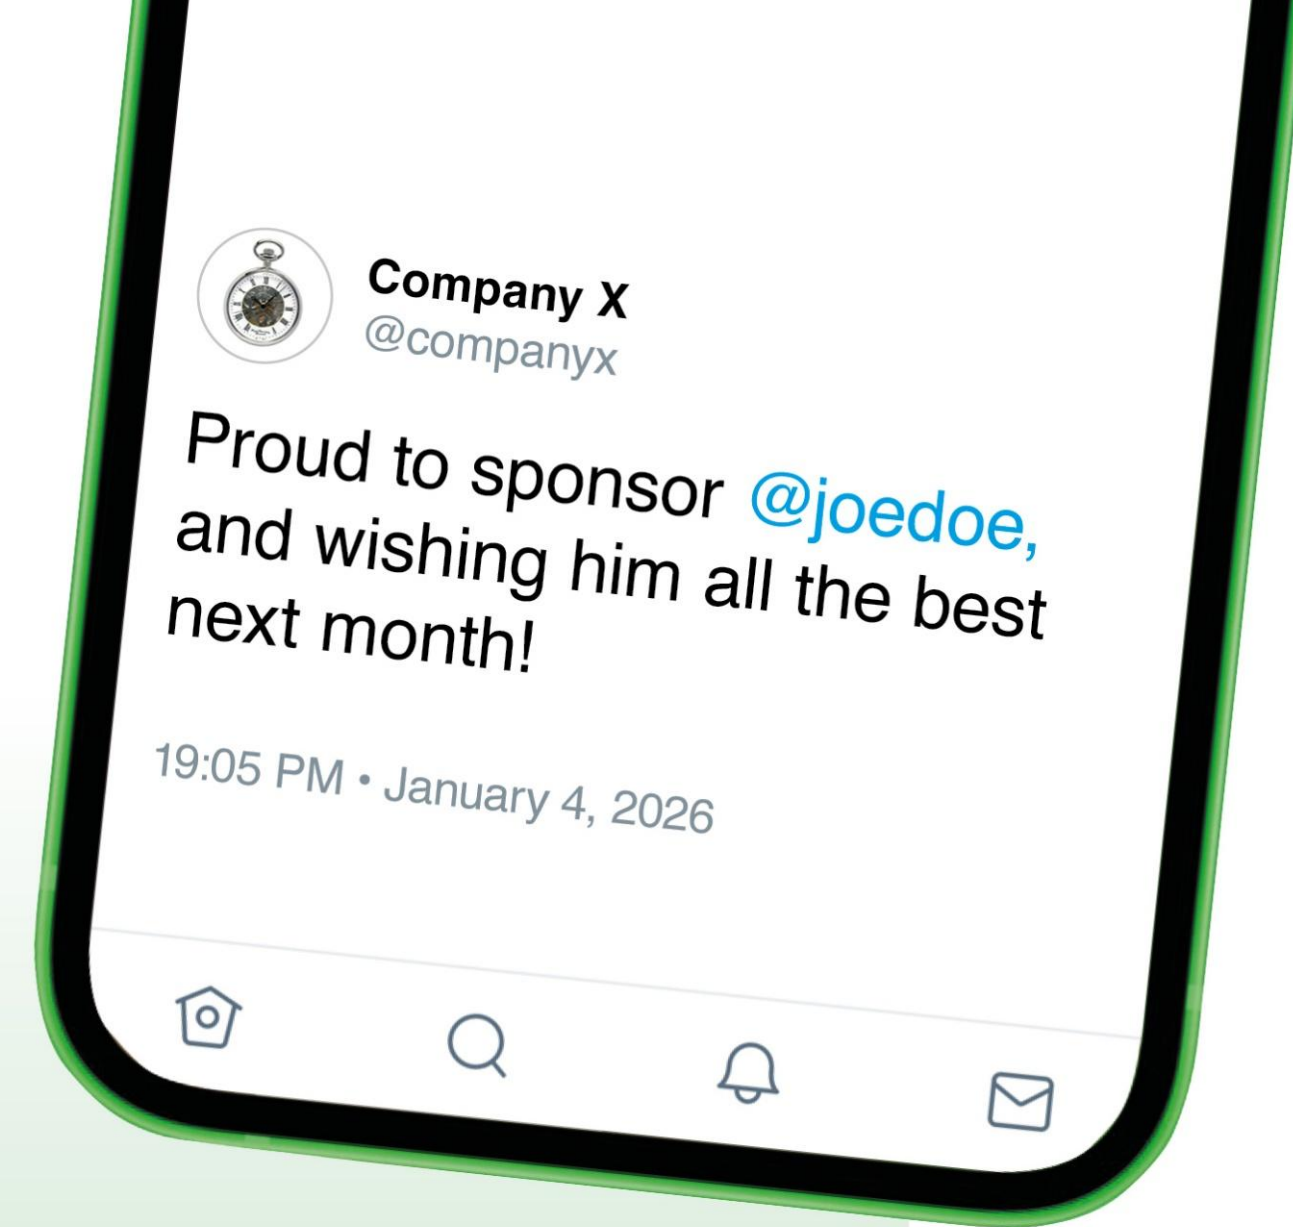 Company X
@companyx
Proud to sponsor @joedoe,
and wishing him all the best
next month!
19:05 PM • January 4, 2026